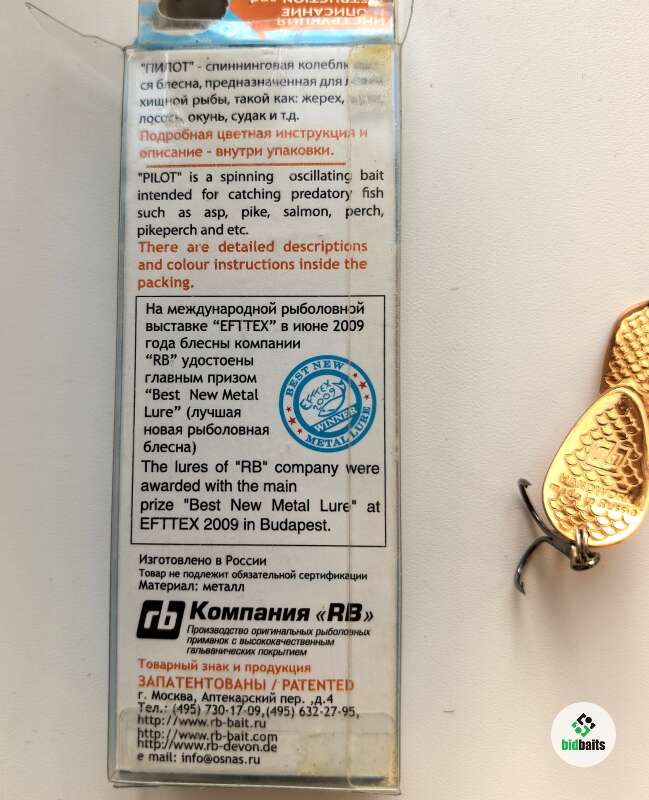 ИНСТРУКЦИЯ
И ОПИСАНИЕ
"ПИЛОТ" - спиннинговая колеблю
ся блесна, предназначенная для
хищной рыбы, такой как: жерех,
лосось, окунь, судак и т.д.
Подробная цветная инструкция и
описание - внутри упаковки.
"PILOT" is a spinning oscillating bait
intended for catching predatory fish
such as asp, pike, salmon, perch,
pikeperch and etc.
There are detailed descriptions
and colour instructions inside the
packing.
На международной рыболовной
выставке "EFTTEX" в июне 2009
года блесны компании
"RB" удостоены
главным призом
"Best New Metal
Lure" (лучшая
новая рыболовная
блесна)
BEST NEW
EFTTEX
2009
WINNER
METAL LURE
The lures of "RB" company were
awarded with the main
prize "Best New Metal Lure" at
EFTTEX 2009 in Budapest.
Изготовлено в России
Товар не подлежит обязательной сертификации
Материал: металл
rb Компания «RB»
Производство оригинальных рыболовных
приманок с высококачественным
гальваническим покрытием
Товарный знак и продукция
ЗАПАТЕНТОВАНЫ / PATENTED
г. Москва, Аптекарский пер. ,д.4
Тел.: (495) 730-17-09,(495) 632-27-95,
http://www.rb-bait.ru
http://www.rb-bait.com
http://www.rb-devon.de
e mail: info@osnas.ru
Made in Russia
bidbaits